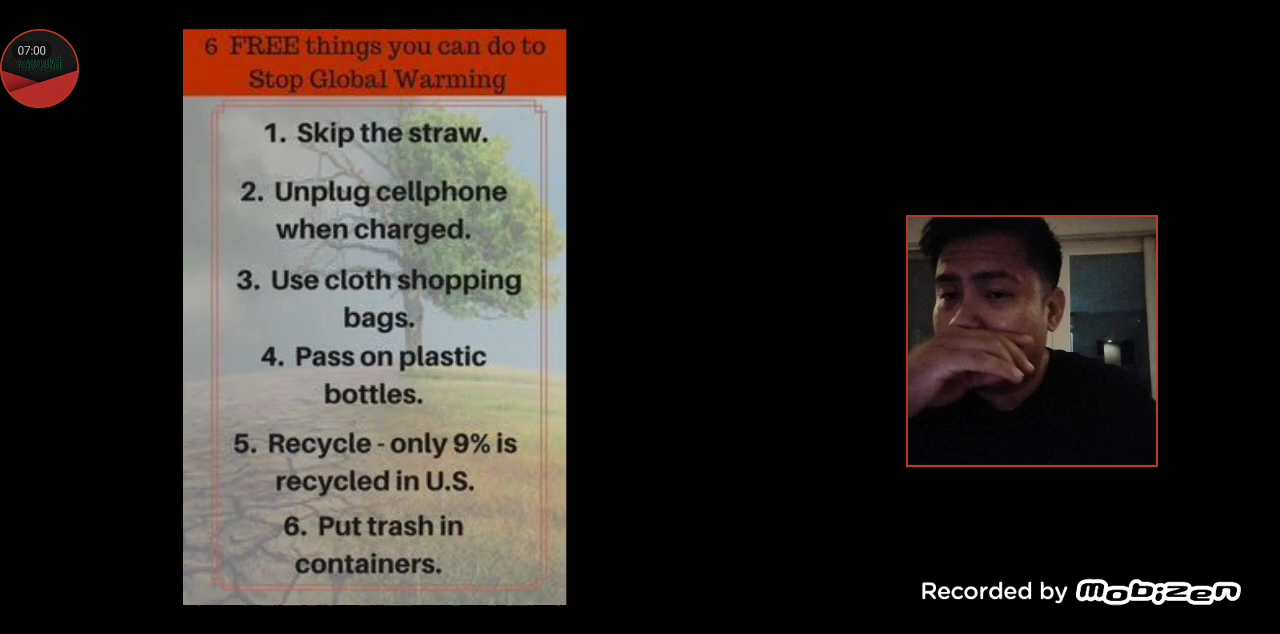 07:00
6 FREE things you can do to
Stop Global Warming
1. Skip the straw.
2. Unplug cellphone
when charged.
3. Use cloth shopping
bags.
4. Pass on plastic
bottles.
5. Recycle - only 9% is
recycled in U.S.
6. Put trash in
containers.
Recorded by mobizen